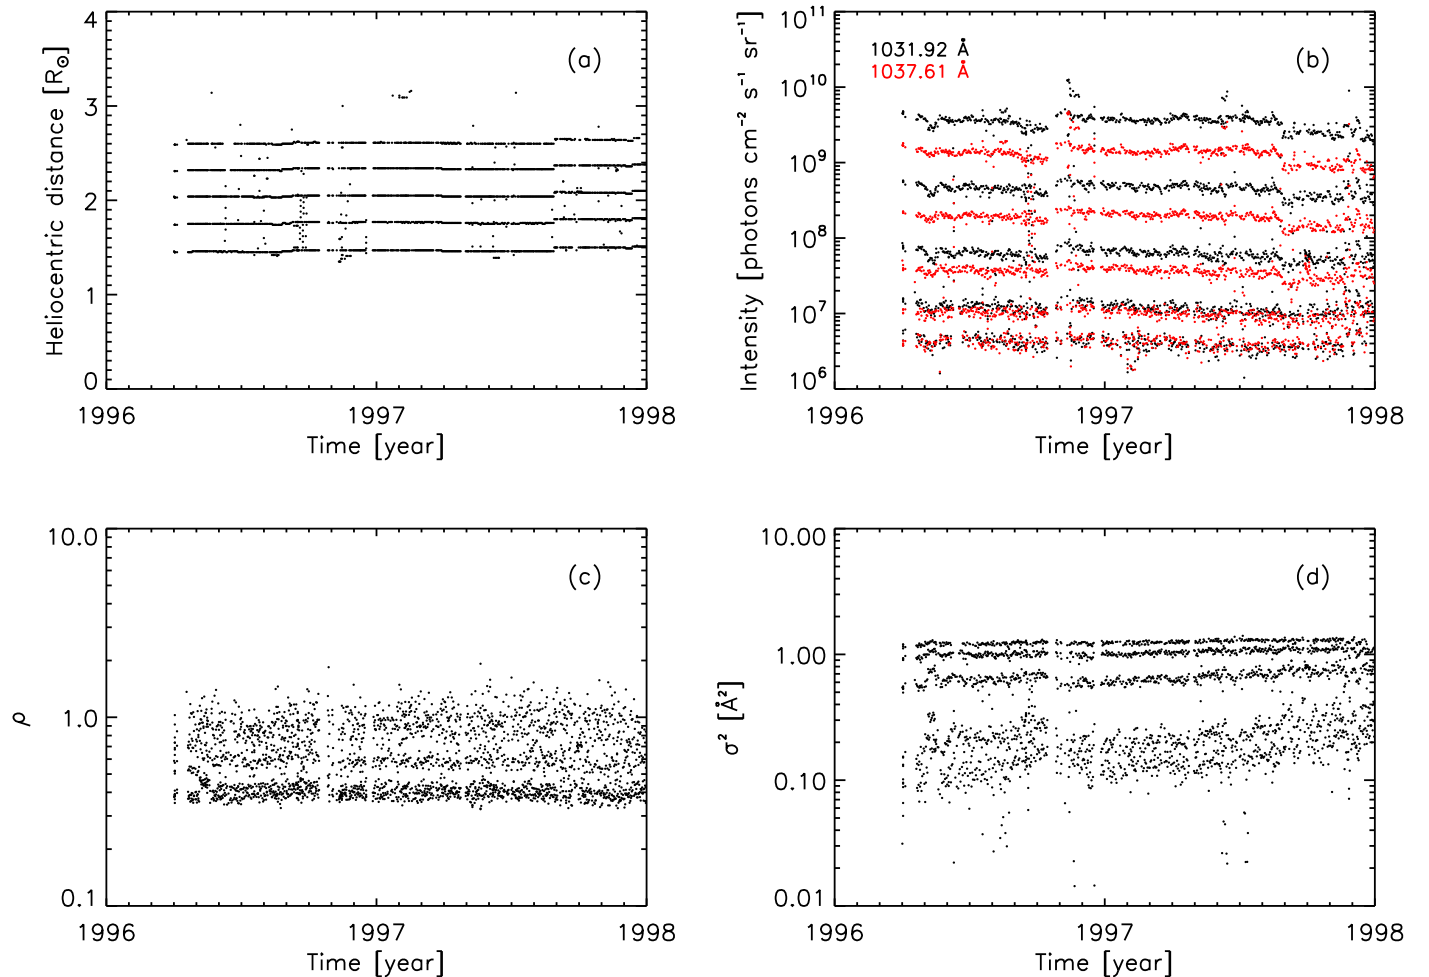 4
3
2
1
0
Heliocentric distance [R⊙]
(a)
1996
1997
1998
Time [year]
10¹¹
10¹⁰
10⁹
10⁸
10⁷
10⁶
Intensity [photons cm⁻² s⁻¹ sr⁻¹]
1031.92 Å
1037.61 Å
(b)
1996
1997
1998
Time [year]
10.0
1.0
0.1
ρ
(c)
1996
1997
1998
Time [year]
10.00
1.00
0.10
0.01
σ² [Å²]
(d)
1996
1997
1998
Time [year]